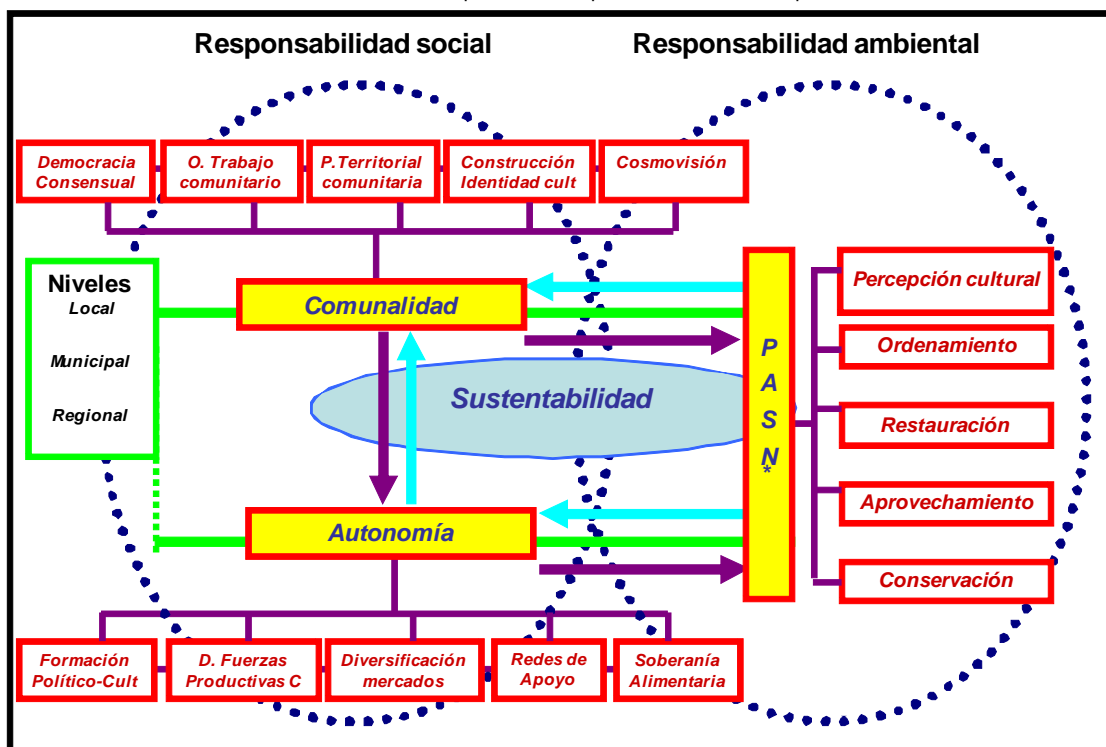 Responsabilidad social
Responsabilidad ambiental
Democracia
Consensual
O. Trabajo
comunitario
P.Territorial
comunitaria
Construcción
Identidad cult
Cosmovisión
Niveles
Local
Municipal
Regional
Comunalidad
Sustentabilidad
Autonomía
P
A
S
N
*
Percepción cultural
Ordenamiento
Restauración
Aprovechamiento
Conservación
Formación
Político-Cult
D. Fuerzas
Productivas C
Diversificación
mercados
Redes de
Apoyo
Soberanía
Alimentaria